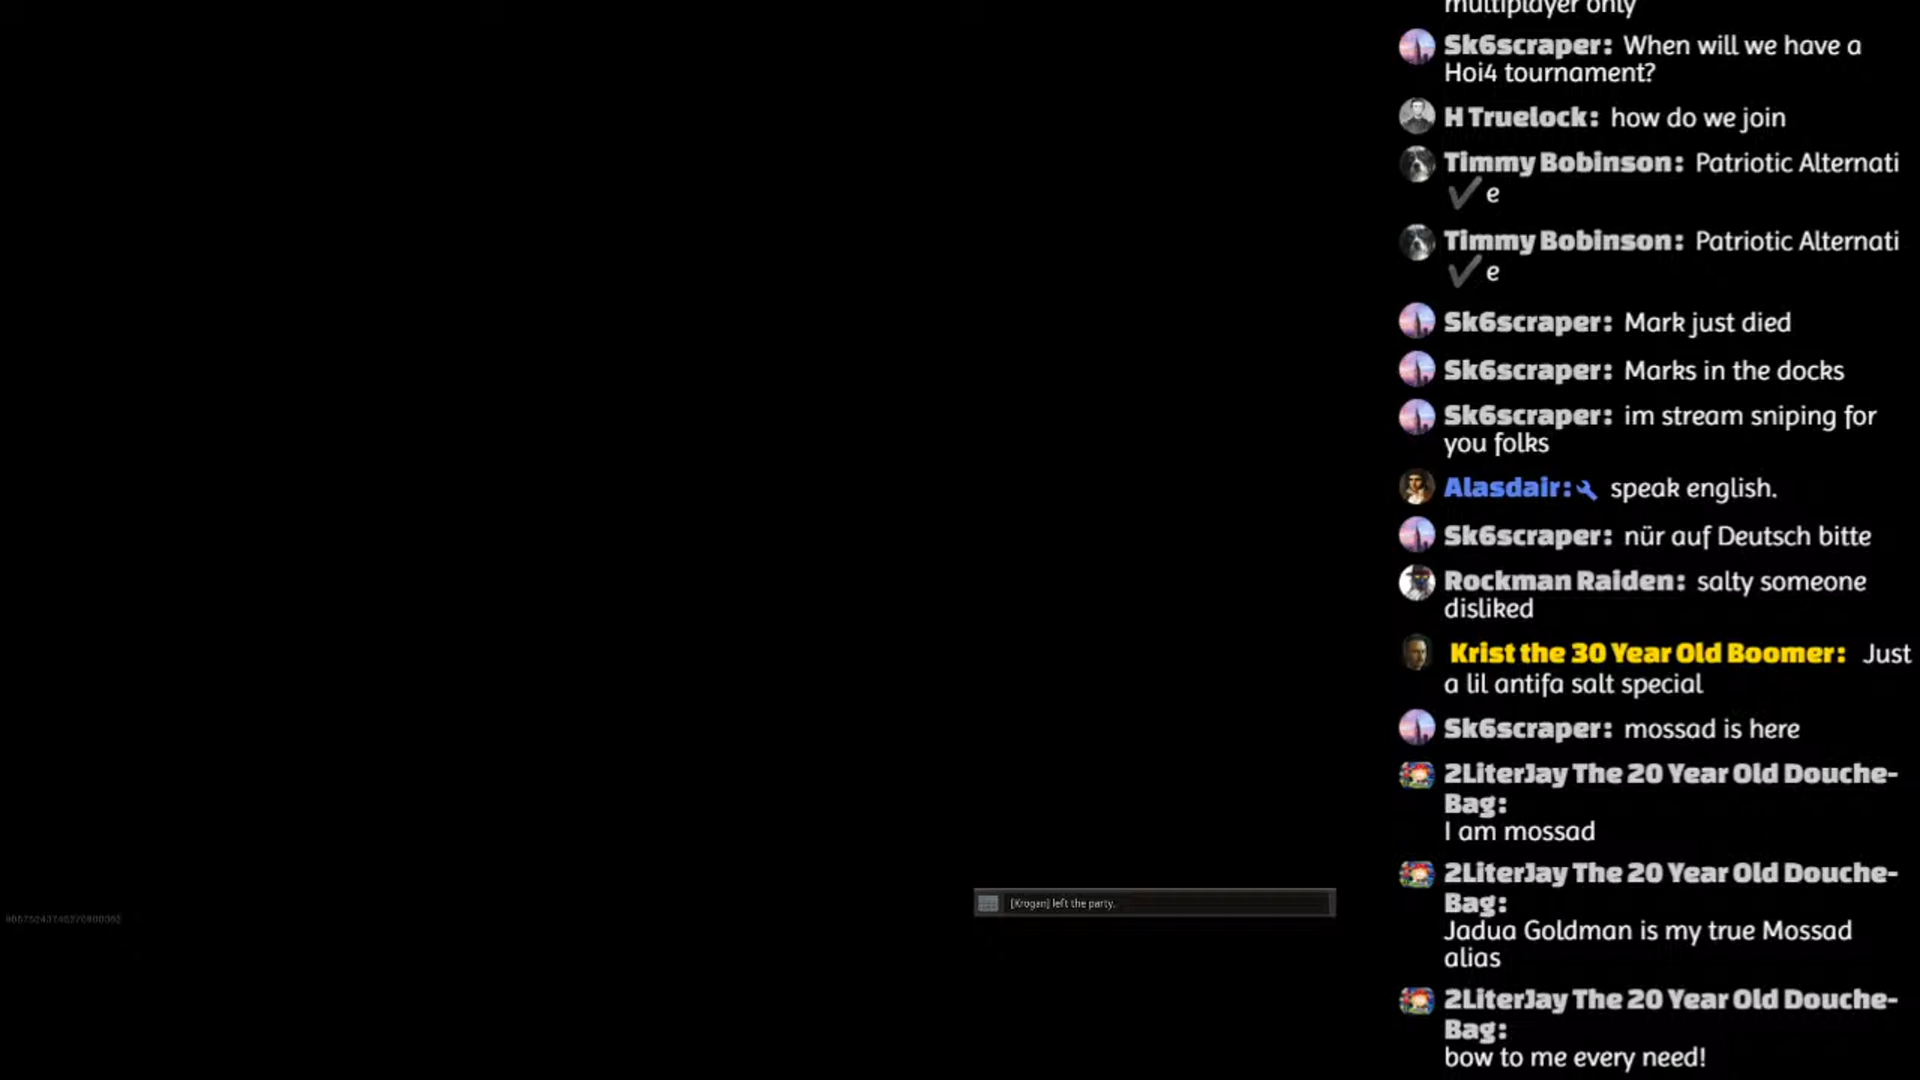 multiplayer only
Sk6scraper: When will we have a
Hoi4 tournament?
H Truelock: how do we join
Timmy Bobinson: Patriotic Alternati
✔e
Timmy Bobinson: Patriotic Alternati
✔e
Sk6scraper: Mark just died
Sk6scraper: Marks in the docks
Sk6scraper: im stream sniping for
you folks
Alasdair: speak english.
Sk6scraper: nür auf Deutsch bitte
Rockman Raiden: salty someone
disliked
Krist the 30 Year Old Boomer: Just
a lil antifa salt special
Sk6scraper: mossad is here
2LiterJay The 20 Year Old Douche-
Bag:
I am mossad
2LiterJay The 20 Year Old Douche-
Bag:
Jadua Goldman is my true Mossad
alias
2LiterJay The 20 Year Old Douche-
Bag:
bow to me every need!
[Krogan] left the party.